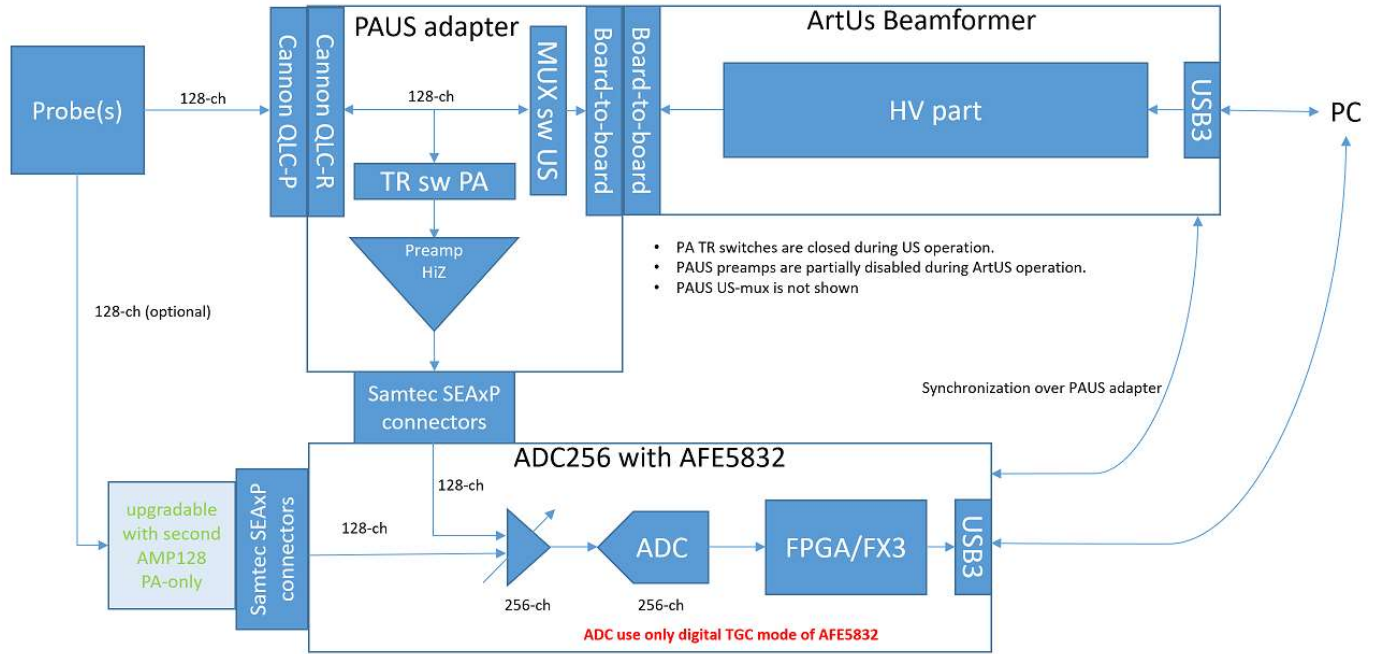 PAUS adapter
ArtUs Beamformer
Probe(s)
128-ch
Cannon QLC-P
Cannon QLC-R
128-ch
MUX sw US
Board-to-board
Board-to-board
HV part
USB3
PC
TR sw PA
Preamp
HiZ
• PA TR switches are closed during US operation.
• PAUS preamps are partially disabled during ArtUS operation.
• PAUS US-mux is not shown
128-ch (optional)
Samtec SEAxP
connectors
Synchronization over PAUS adapter
ADC256 with AFE5832
upgradable
with second
AMP128
PA-only
Samtec SEAxP
connectors
128-ch
128-ch
ADC
FPGA/FX3
USB3
256-ch
256-ch
ADC use only digital TGC mode of AFE5832